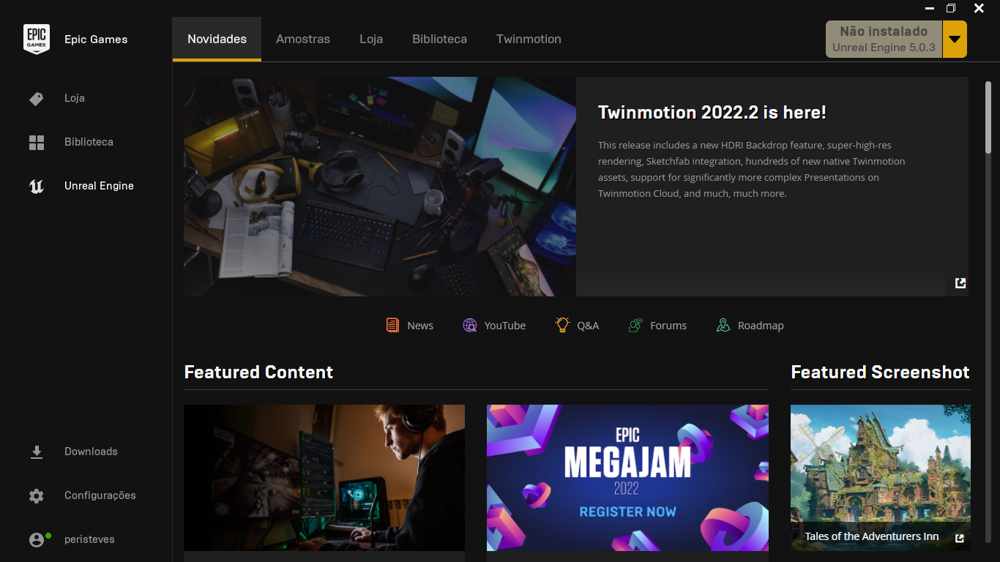 EPIC
GAMES
Epic Games
Novidades
Amostras
Loja
Biblioteca
Twinmotion
Não instalado
Unreal Engine 5.0.3
Loja
Biblioteca
Unreal Engine
Downloads
Configurações
peristeves
Twinmotion 2022.2 is here!
This release includes a new HDRI Backdrop feature, super-high-res
rendering, Sketchfab integration, hundreds of new native Twinmotion
assets, support for significantly more complex Presentations on
Twinmotion Cloud, and much, much more.
News
YouTube
Q&A
Forums
Roadmap
Featured Content
Featured Screenshot
EPIC
MEGAJAM
2022
REGISTER NOW
Tales of the Adventurers Inn